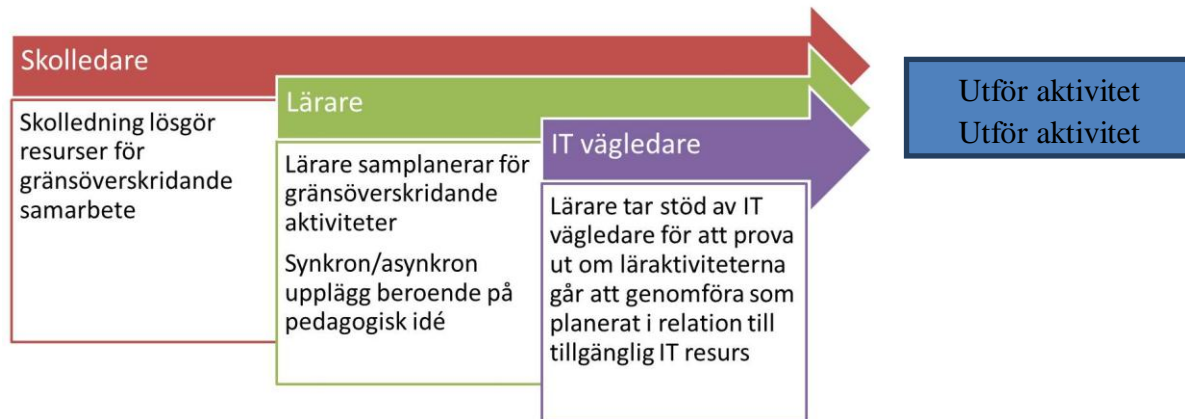 Skolledare
Skolledning lösgör
resurser för
gränsöverskridande
samarbete
Lärare
Lärare samplanerar för
gränsöverskridande
aktiviteter
Synkron/asynkron
upplägg beroende på
pedagogisk idé
IT vägledare
Lärare tar stöd av IT
vägledare för att prova
ut om läraktiviteterna
går att genomföra som
planerat i relation till
tillgänglig IT resurs
Utför aktivitet
Utför aktivitet